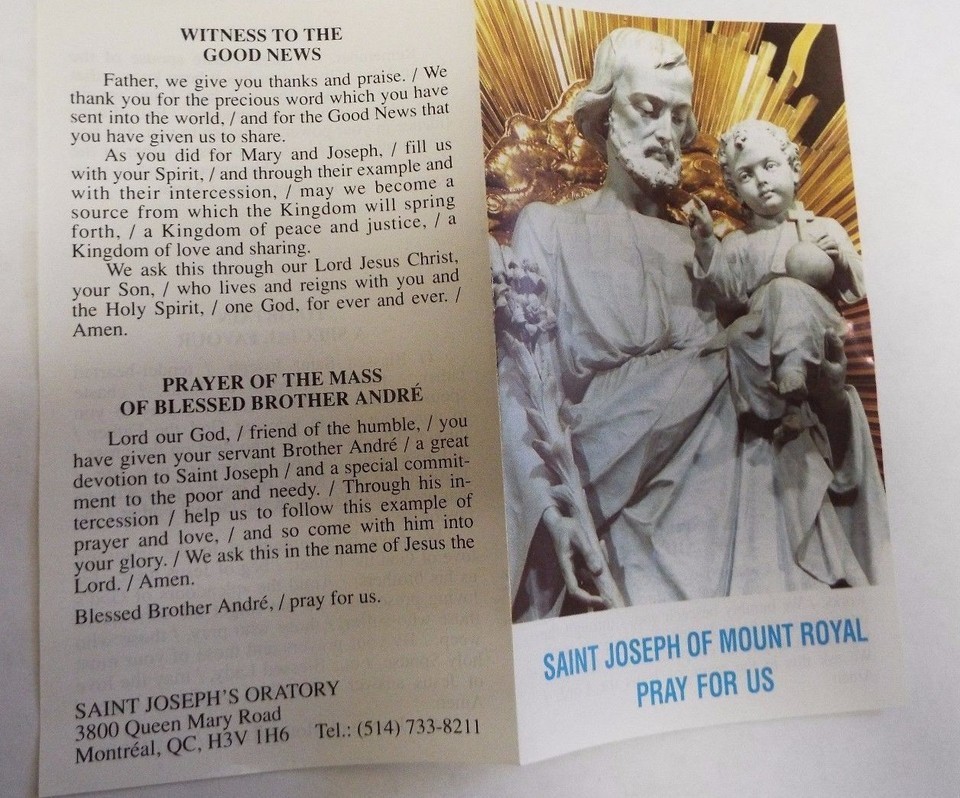 WITNESS TO THE
GOOD NEWS
Father, we give you thanks and praise. / We
thank you for the precious word which you have
sent into the world, / and for the Good News that
you have given us to share.
As you did for Mary and Joseph, / fill us
with your Spirit, / and through their example and
with their intercession, / may we become a
source from which the Kingdom will spring
forth, / a Kingdom of peace and justice, / a
Kingdom of love and sharing.
We ask this through our Lord Jesus Christ,
your Son, / who lives and reigns with you and
the Holy Spirit, / one God, for ever and ever. /
Amen.
PRAYER OF THE MASS
OF BLESSED BROTHER ANDRÉ
Lord our God, / friend of the humble, / you
have given your servant Brother André / a great
devotion to Saint Joseph / and a special commit-
ment to the poor and needy. / Through his in-
tercession / help us to follow this example of
prayer and love, / and so come with him into
your glory. / We ask this in the name of Jesus the
Lord. / Amen.
Blessed Brother André, / pray for us.
SAINT JOSEPH'S ORATORY
3800 Queen Mary Road
Montréal, QC, H3V 1H6 Tel.: (514) 733-8211
SAINT JOSEPH OF MOUNT ROYAL
PRAY FOR US